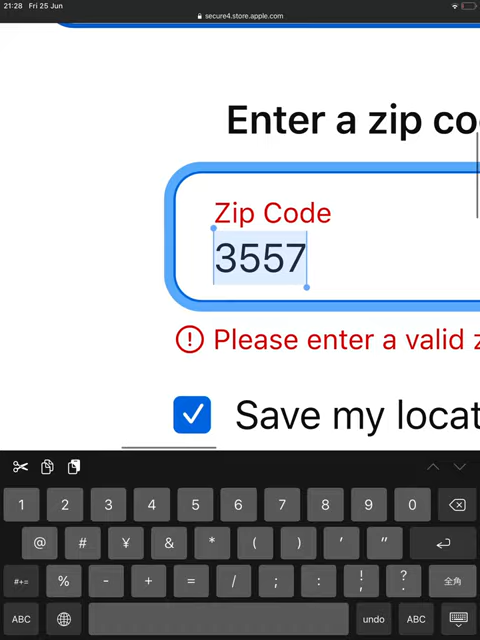 21:28 Fri 25 Jun
secure4.store.apple.com
Enter a zip co
Zip Code
3557
Please enter a valid z
Save my locat
1 2 3 4 5 6 7 8 9 0
@ # ¥ & * ( ) ' "
#+= % - + = / ; : ! , ? . 全角
ABC undo ABC